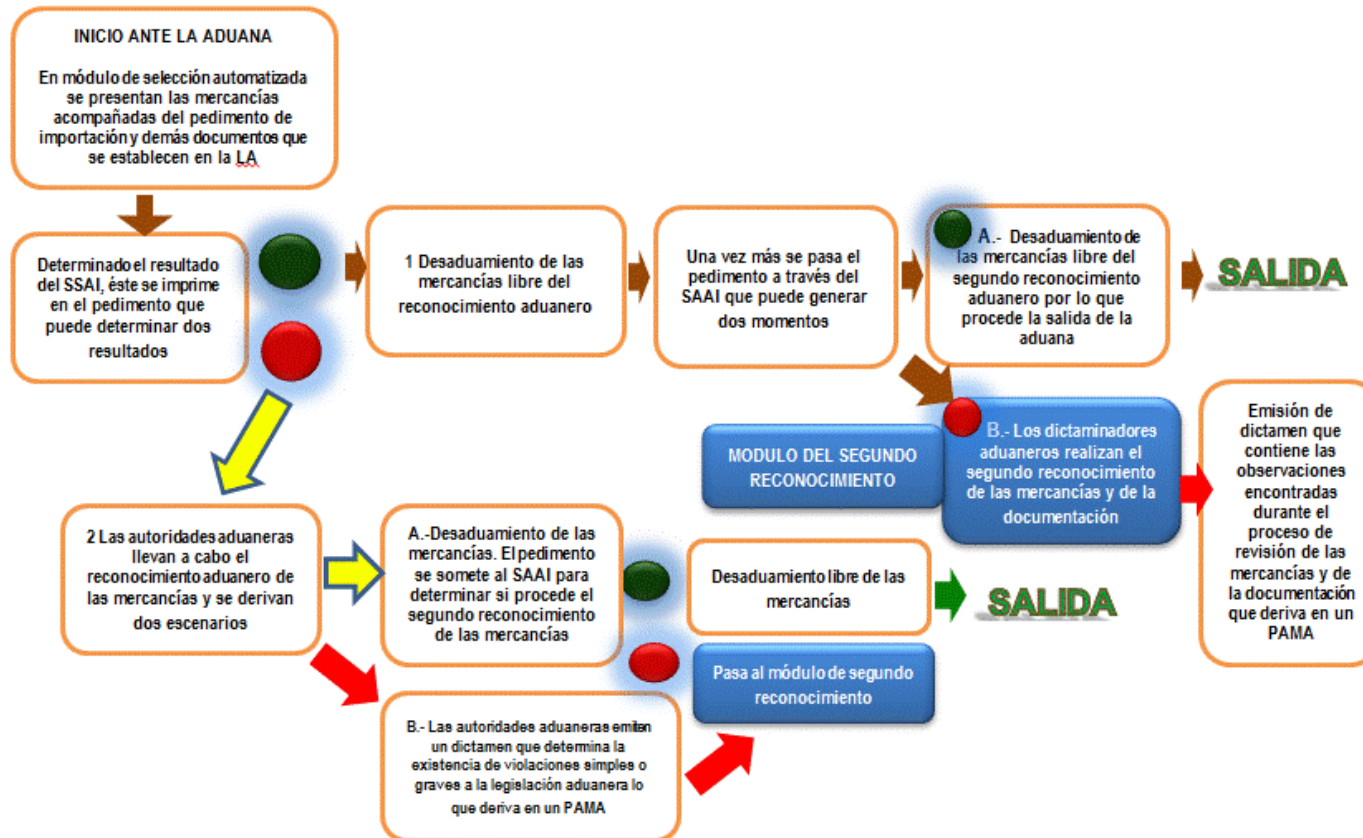 INICIO ANTE LA ADUANA
En módulo de selección automatizada
se presentan las mercancías
acompañadas del pedimento de
importación y demás documentos que
se establecen en la LA
Determinado el resultado
del SSAI, éste se imprime
en el pedimento que
puede determinar dos
resultados
1 Desaduamiento de las
mercancías libre del
reconocimiento aduanero
Una vez más se pasa el
pedimento a través del
SAAI que puede generar
dos momentos
A.- Desaduamiento de
las mercancías libre del
segundo reconocimiento
aduanero por lo que
procede la salida de la
aduana
SALIDA
MODULO DEL SEGUNDO
RECONOCIMIENTO
B.- Los dictaminadores
aduaneros realizan el
segundo reconocimiento
de las mercancías y de la
documentación
Emisión de
dictamen que
contiene las
observaciones
encontradas
durante el
proceso de
revisión de las
mercancías y de
la documentación
que deriva en un
PAMA
2 Las autoridades aduaneras
llevan a cabo el
reconocimiento aduanero de
las mercancías y se derivan
dos escenarios
A.-Desaduamiento de las
mercancías. El pedimento
se somete al SAAI para
determinar si procede el
segundo reconocimiento
de las mercancías
Desaduamiento libre de las
mercancías
SALIDA
Pasa al módulo de segundo
reconocimiento
B.- Las autoridades aduaneras emiten
un dictamen que determina la
existencia de violaciones simples o
graves a la legislación aduanera lo
que deriva en un PAMA